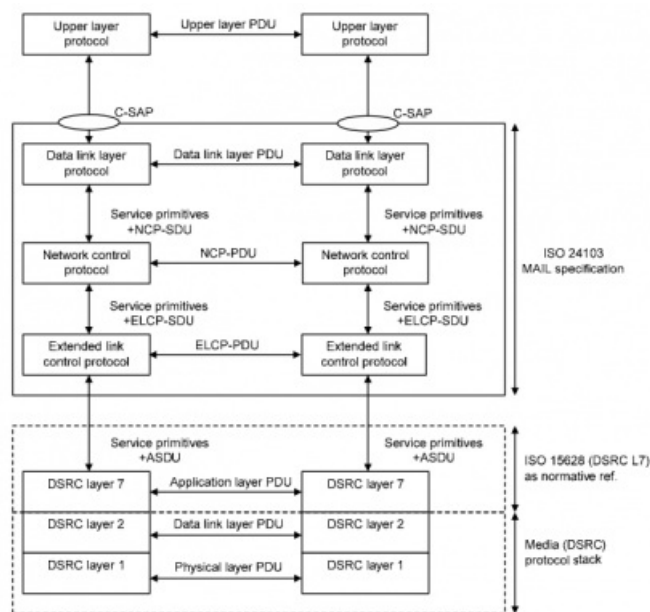 Upper layer protocol
Upper layer PDU
Upper layer protocol
C-SAP
C-SAP
Data link layer protocol
Data link layer PDU
Data link layer protocol
Service primitives
+NCP-SDU
Service primitives
+NCP-SDU
Network control protocol
NCP-PDU
Network control protocol
ISO 24103
MAIL specification
Service primitives
+ELCP-SDU
Service primitives
+ELCP-SDU
Extended link control protocol
ELCP-PDU
Extended link control protocol
Service primitives
+ASDU
Service primitives
+ASDU
ISO 15628 (DSRC L7)
as normative ref.
DSRC layer 7
Application layer PDU
DSRC layer 7
DSRC layer 2
Data link layer PDU
DSRC layer 2
Media (DSRC)
protocol stack
DSRC layer 1
Physical layer PDU
DSRC layer 1